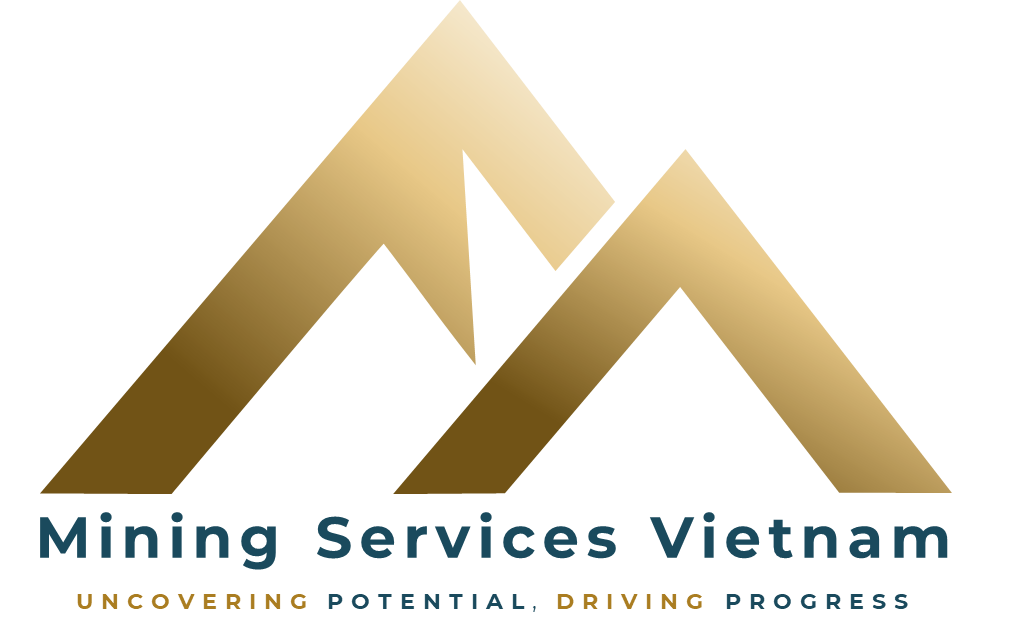 Mining Services Vietnam
UNCOVERING POTENTIAL, DRIVING PROGRESS